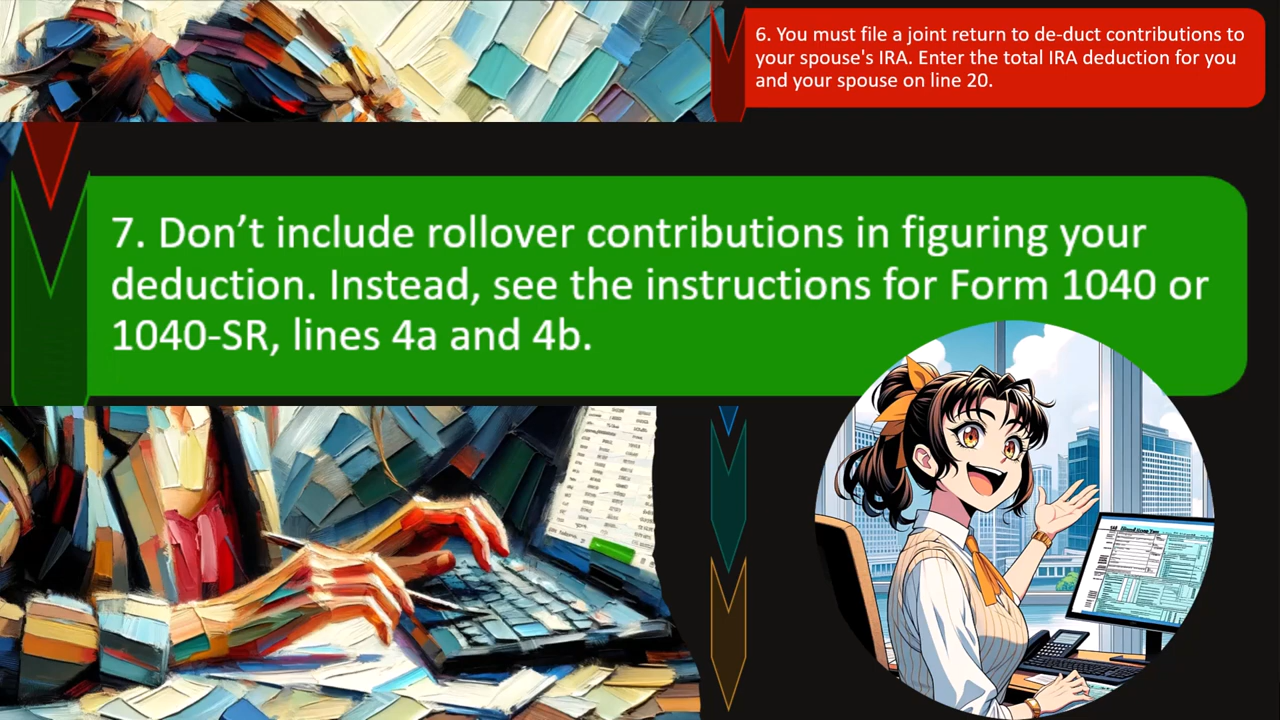 6. You must file a joint return to de-duct contributions to
your spouse's IRA. Enter the total IRA deduction for you
and your spouse on line 20.
7. Don’t include rollover contributions in figuring your
deduction. Instead, see the instructions for Form 1040 or
1040-SR, lines 4a and 4b.